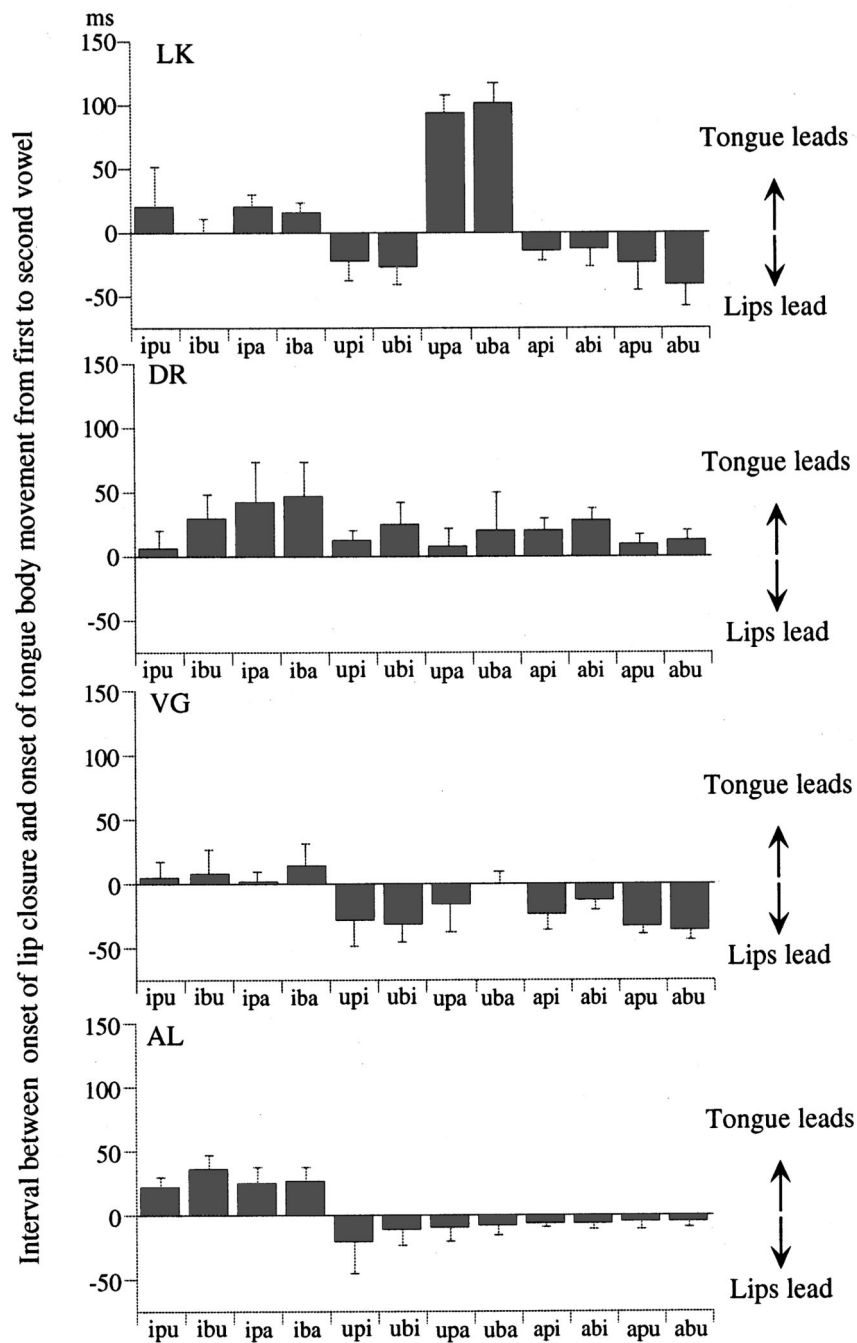 Interval between onset of lip closure and onset of tongue body movement from first to second vowel
ms
150
LK
100
50
0
-50
Tongue leads
Lips lead
ipu ibu ipa iba upi ubi upa uba api abi apu abu
150
DR
100
50
0
-50
Tongue leads
Lips lead
ipu ibu ipa iba upi ubi upa uba api abi apu abu
150
VG
100
50
0
-50
Tongue leads
Lips lead
ipu ibu ipa iba upi ubi upa uba api abi apu abu
150
AL
100
50
0
-50
Tongue leads
Lips lead
ipu ibu ipa iba upi ubi upa uba api abi apu abu